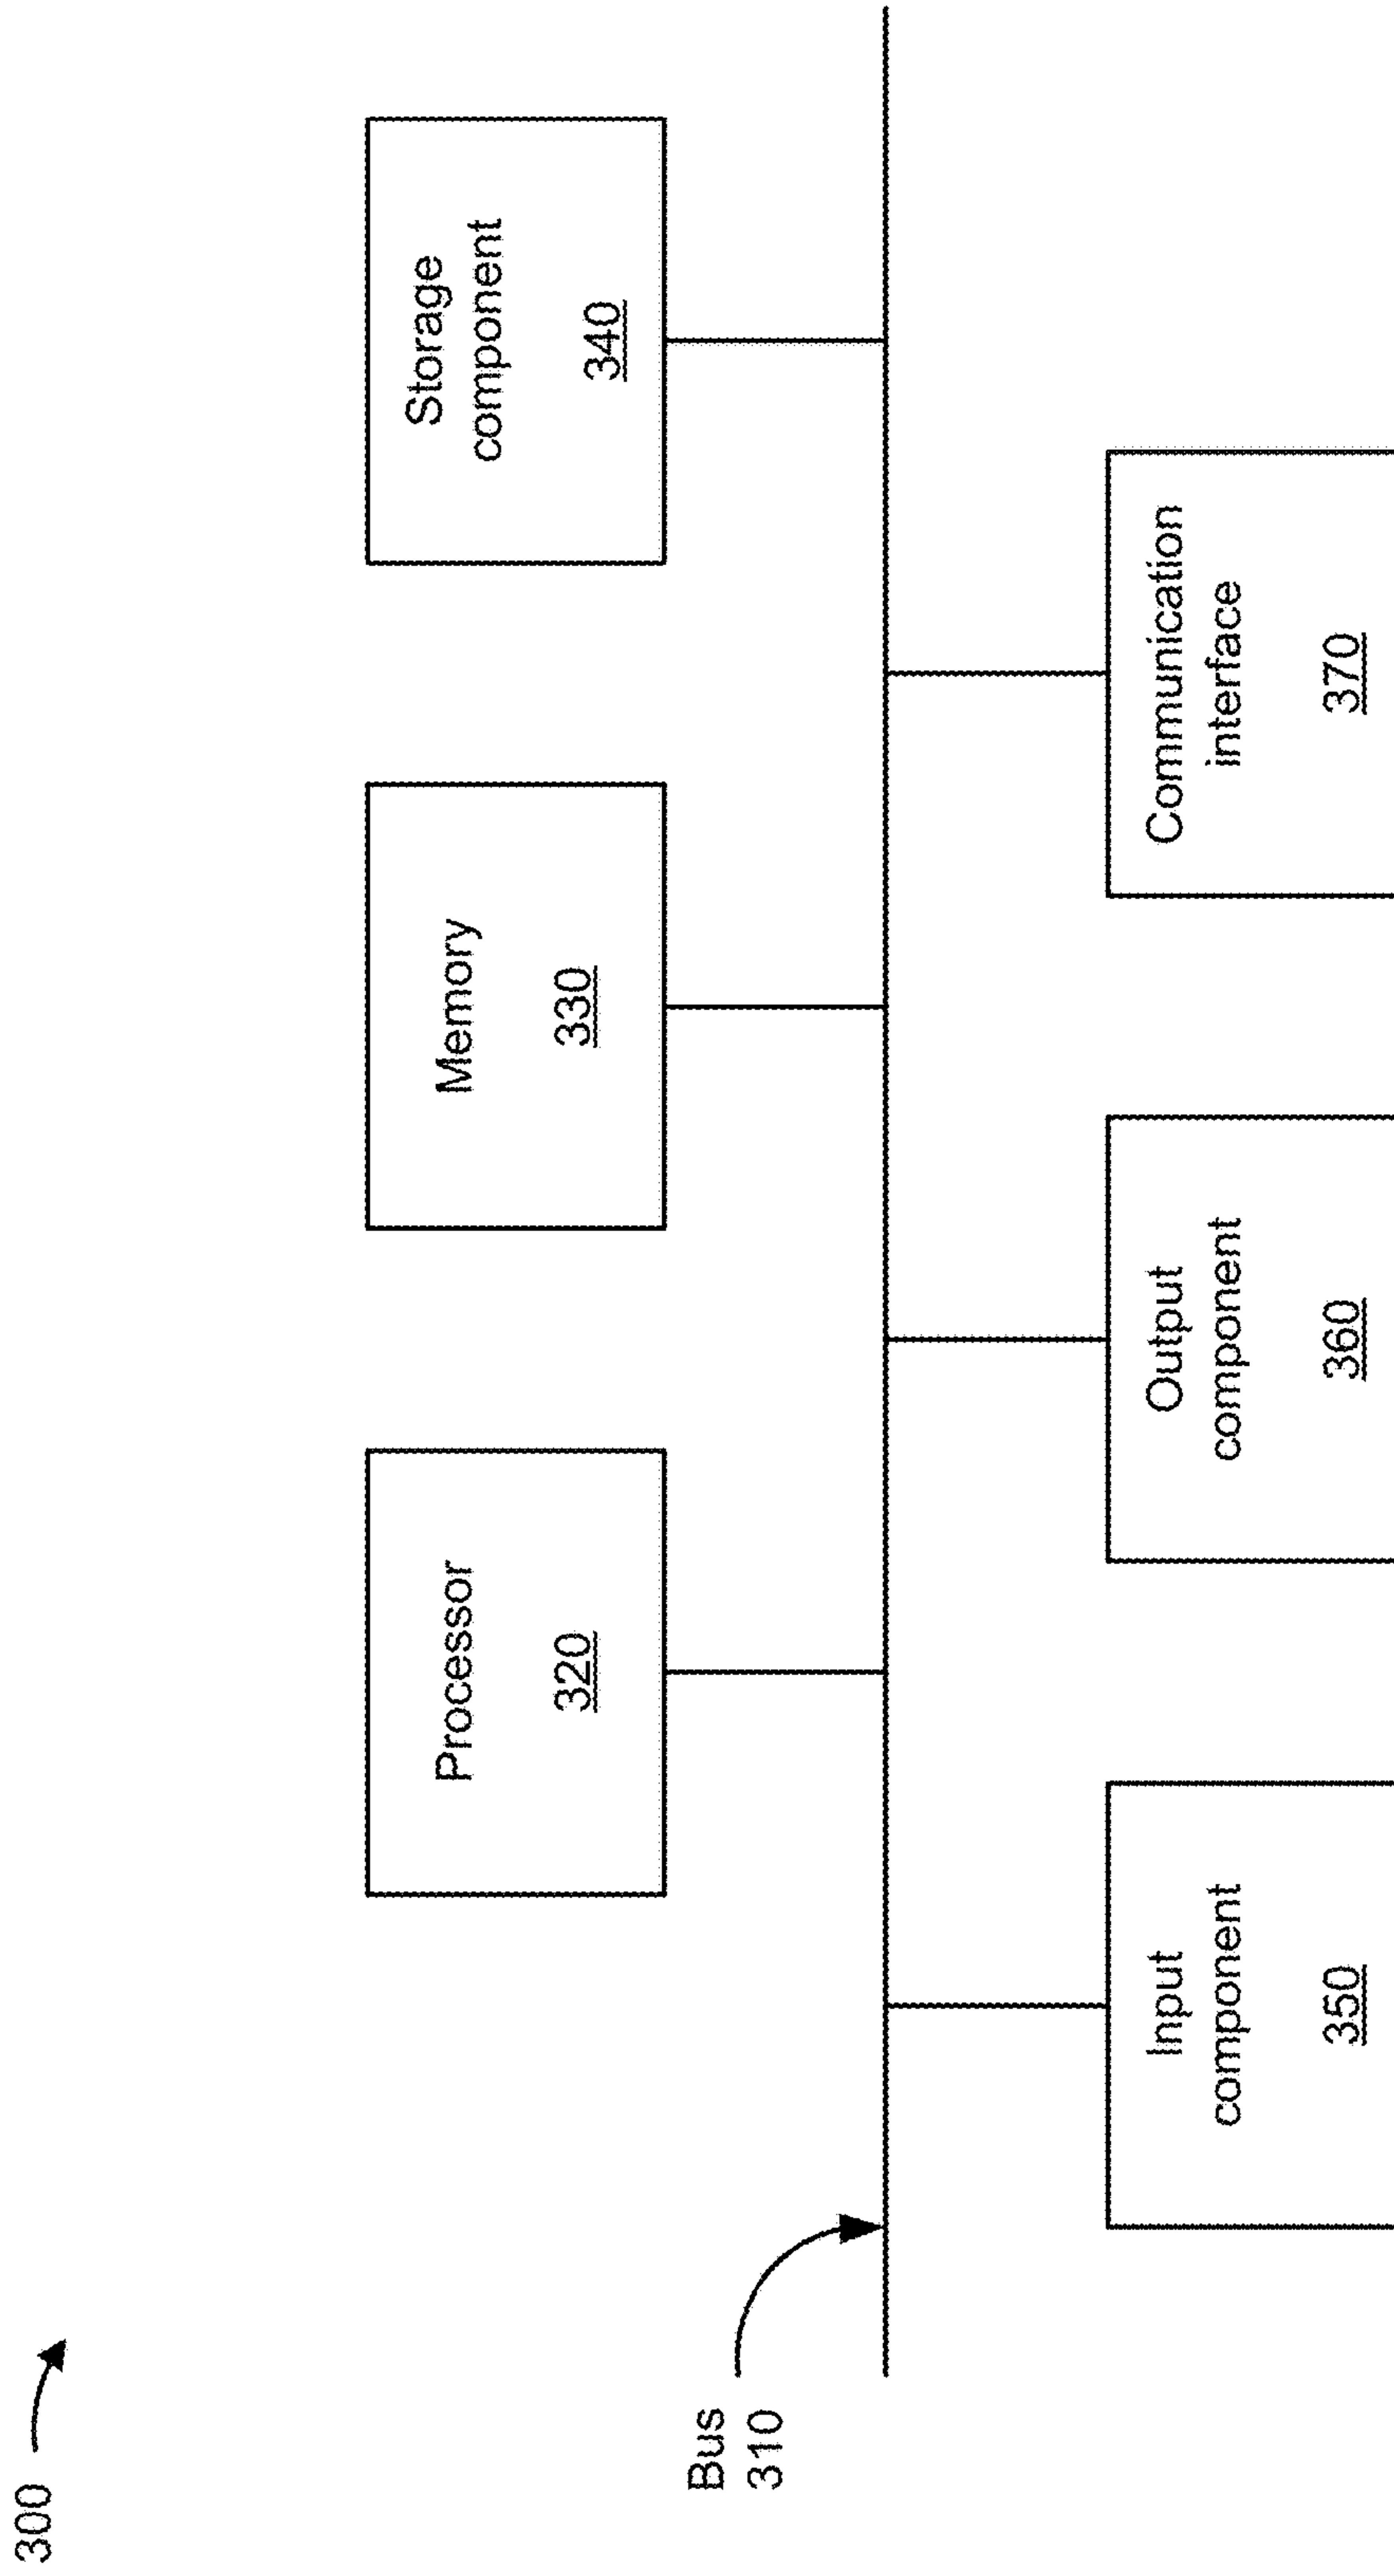 300
Bus
310
Processor
320
Memory
330
Storage
component
340
Input
component
350
Output
component
360
Communication
interface
370